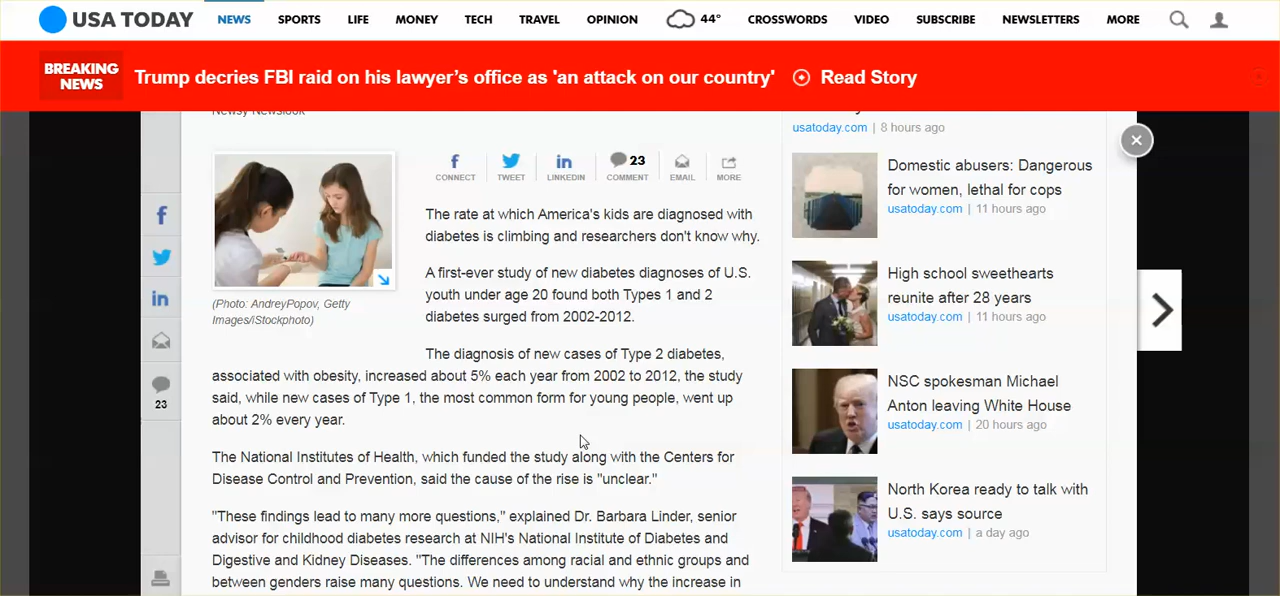 USA TODAY NEWS SPORTS LIFE MONEY TECH TRAVEL OPINION 44° CROSSWORDS VIDEO SUBSCRIBE NEWSLETTERS MORE
BREAKING
NEWS
Trump decries FBI raid on his lawyer's office as 'an attack on our country' Read Story
Newsy Newslook
23
CONNECT TWEET LINKEDIN COMMENT EMAIL MORE
(Photo: AndreyPopov, Getty
Images/iStockphoto)
23
The rate at which America's kids are diagnosed with
diabetes is climbing and researchers don't know why.
A first-ever study of new diabetes diagnoses of U.S.
youth under age 20 found both Types 1 and 2
diabetes surged from 2002-2012.
The diagnosis of new cases of Type 2 diabetes,
associated with obesity, increased about 5% each year from 2002 to 2012, the study
said, while new cases of Type 1, the most common form for young people, went up
about 2% every year.
The National Institutes of Health, which funded the study along with the Centers for
Disease Control and Prevention, said the cause of the rise is "unclear."
"These findings lead to many more questions," explained Dr. Barbara Linder, senior
advisor for childhood diabetes research at NIH's National Institute of Diabetes and
Digestive and Kidney Diseases. "The differences among racial and ethnic groups and
between genders raise many questions. We need to understand why the increase in
usatoday.com | 8 hours ago
Domestic abusers: Dangerous
for women, lethal for cops
usatoday.com | 11 hours ago
High school sweethearts
reunite after 28 years
usatoday.com | 11 hours ago
NSC spokesman Michael
Anton leaving White House
usatoday.com | 20 hours ago
North Korea ready to talk with
U.S. says source
usatoday.com | a day ago